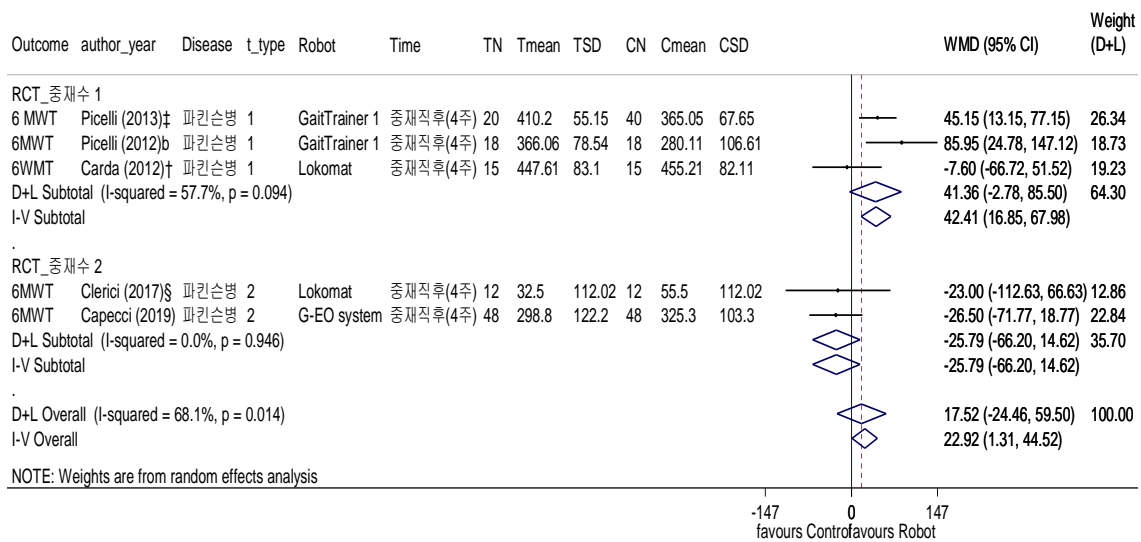 Outcome author_year Disease t_type Robot Time TN Tmean TSD CN Cmean CSD WMD (95% CI) Weight (D+L)
RCT_중재수 1
6 MWT Picelli (2013)‡ 파킨슨병 1 GaitTrainer 1 중재직후(4주) 20 410.2 55.15 40 365.05 67.65 45.15 (13.15, 77.15) 26.34
6MWT Picelli (2012)b 파킨슨병 1 GaitTrainer 1 중재직후(4주) 18 366.06 78.54 18 280.11 106.61 85.95 (24.78, 147.12) 18.73
6WMT Carda (2012)† 파킨슨병 1 Lokomat 중재직후(4주) 15 447.61 83.1 15 455.21 82.11 -7.60 (-66.72, 51.52) 19.23
D+L Subtotal (I-squared = 57.7%, p = 0.094) 41.36 (-2.78, 85.50) 64.30
I-V Subtotal 42.41 (16.85, 67.98)
.
RCT_중재수 2
6MWT Clerici (2017)§ 파킨슨병 2 Lokomat 중재직후(4주) 12 32.5 112.02 12 55.5 112.02 -23.00 (-112.63, 66.63) 12.86
6MWT Capecci (2019) 파킨슨병 2 G-EO system 중재직후(4주) 48 298.8 122.2 48 325.3 103.3 -26.50 (-71.77, 18.77) 22.84
D+L Subtotal (I-squared = 0.0%, p = 0.946) -25.79 (-66.20, 14.62) 35.70
I-V Subtotal -25.79 (-66.20, 14.62)
.
D+L Overall (I-squared = 68.1%, p = 0.014) 17.52 (-24.46, 59.50) 100.00
I-V Overall 22.92 (1.31, 44.52)
NOTE: Weights are from random effects analysis
-147 0 147
favours Controfavours Robot